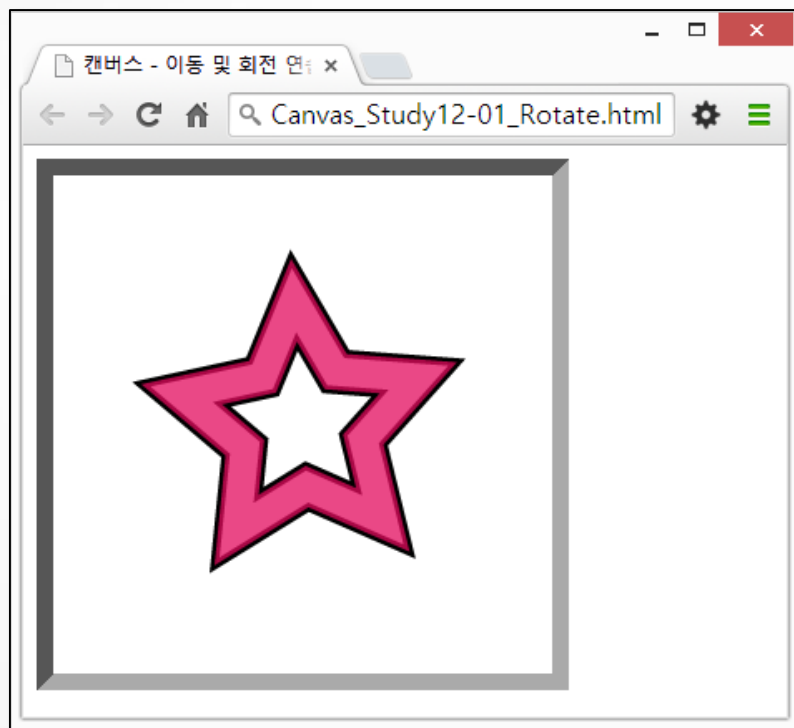 캔버스 - 이동 및 회전 연
Canvas_Study12-01_Rotate.html